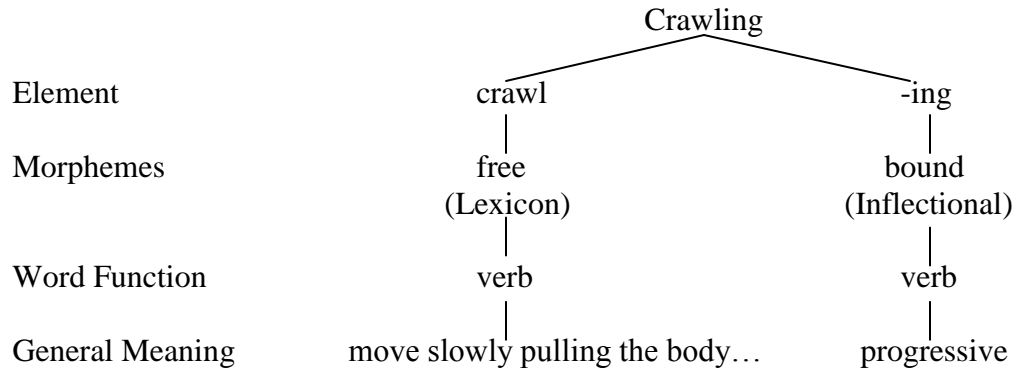 Crawling
Element crawl -ing
Morphemes free bound
(Lexicon) (Inflectional)
Word Function verb verb
General Meaning move slowly pulling the body… progressive